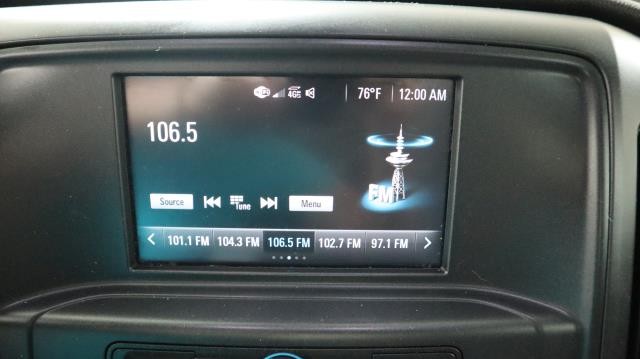 4G 76°F 12:00 AM
106.5
FM
Source Tune Menu
101.1 FM 104.3 FM 106.5 FM 102.7 FM 97.1 FM